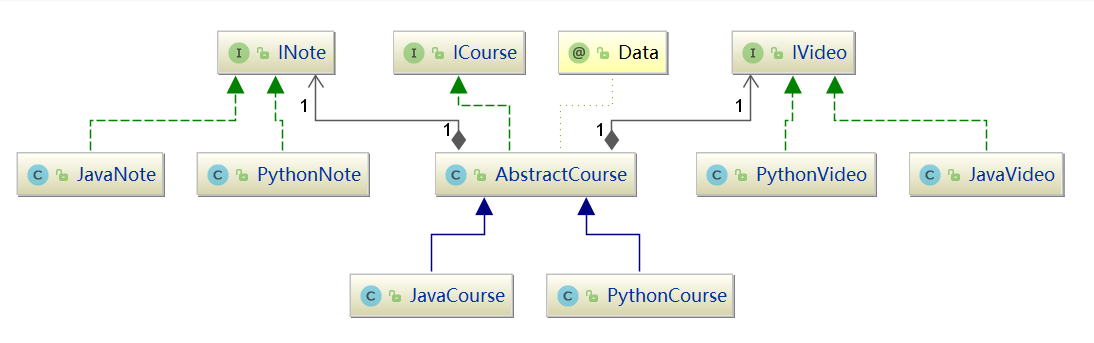 I INote
I ICourse
@ Data
I IVideo
1
1
1
1
C JavaNote
C PythonNote
C AbstractCourse
C PythonVideo
C JavaVideo
C JavaCourse
C PythonCourse